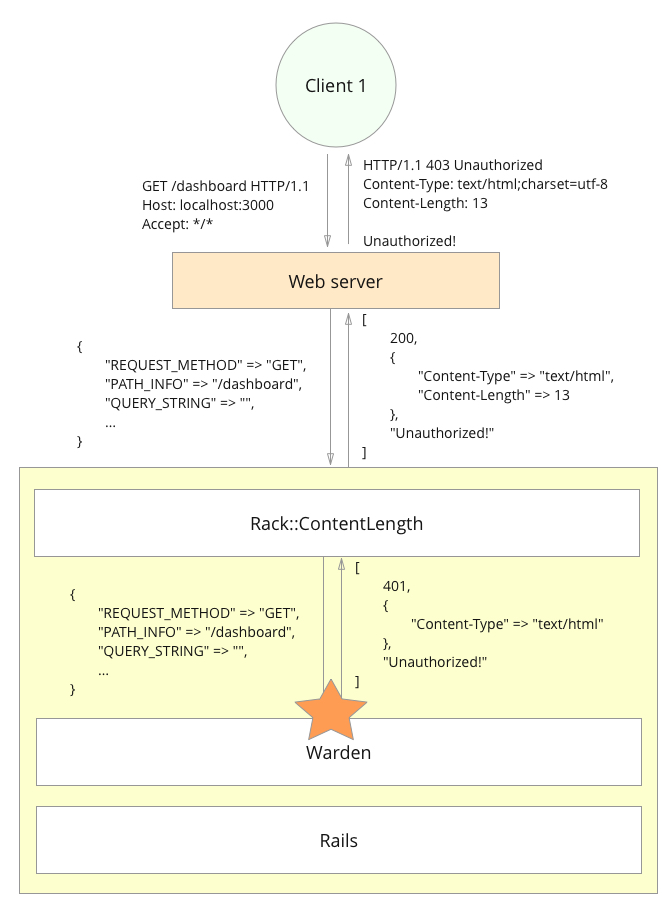 Client 1
GET /dashboard HTTP/1.1
Host: localhost:3000
Accept: */*
HTTP/1.1 403 Unauthorized
Content-Type: text/html;charset=utf-8
Content-Length: 13
Unauthorized!
Web server
{
"REQUEST_METHOD" => "GET",
"PATH_INFO" => "/dashboard",
"QUERY_STRING" => "",
...
}
[
200,
{
"Content-Type" => "text/html",
"Content-Length" => 13
},
"Unauthorized!"
]
Rack::ContentLength
{
"REQUEST_METHOD" => "GET",
"PATH_INFO" => "/dashboard",
"QUERY_STRING" => "",
...
}
[
401,
{
"Content-Type" => "text/html"
},
"Unauthorized!"
]
Warden
Rails